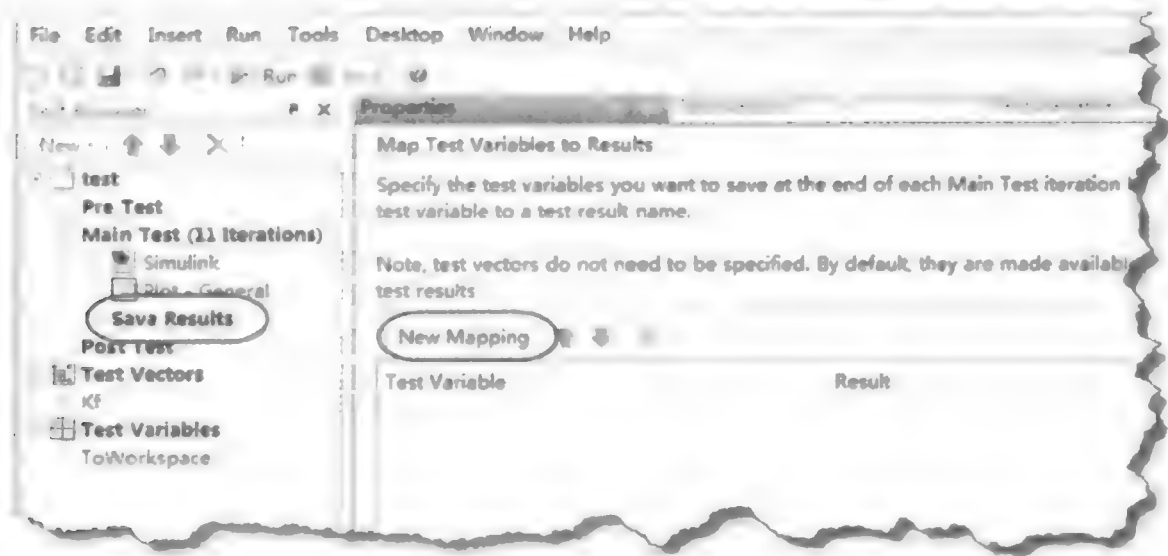 File Edit Insert Run Tools Desktop Window Help
Run
Properties
New
test
Pre Test
Main Test (11 Iterations)
Simulink
Plot - General
Sava Results
Post Test
Test Vectors
Kf
Test Variables
ToWorkspace
Map Test Variables to Results
Specify the test variables you want to save at the end of each Main Test iteration
test variable to a test result name.
Note, test vectors do not need to be specified. By default, they are made availabl
test results
New Mapping
Test Variable Result